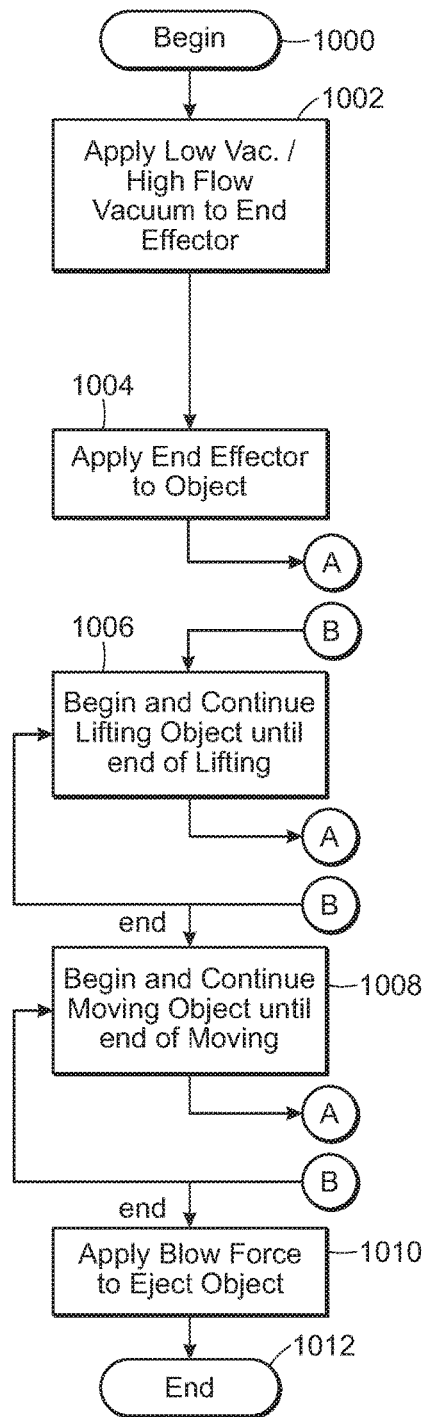 Begin
1000
1002
Apply Low Vac. /
High Flow
Vacuum to End
Effector
1004
Apply End Effector
to Object
A
B
1006
Begin and Continue
Lifting Object until
end of Lifting
A
B
end
Begin and Continue
Moving Object until
end of Moving
1008
A
B
end
Apply Blow Force
to Eject Object
1010
1012
End